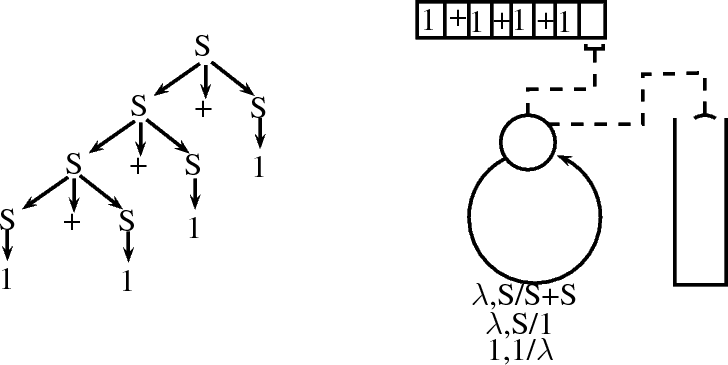 1 + 1 + 1 + 1
S
S + S
S + S 1
S + S 1
1 1
λ,S/S+S
λ,S/1
1,1/λ